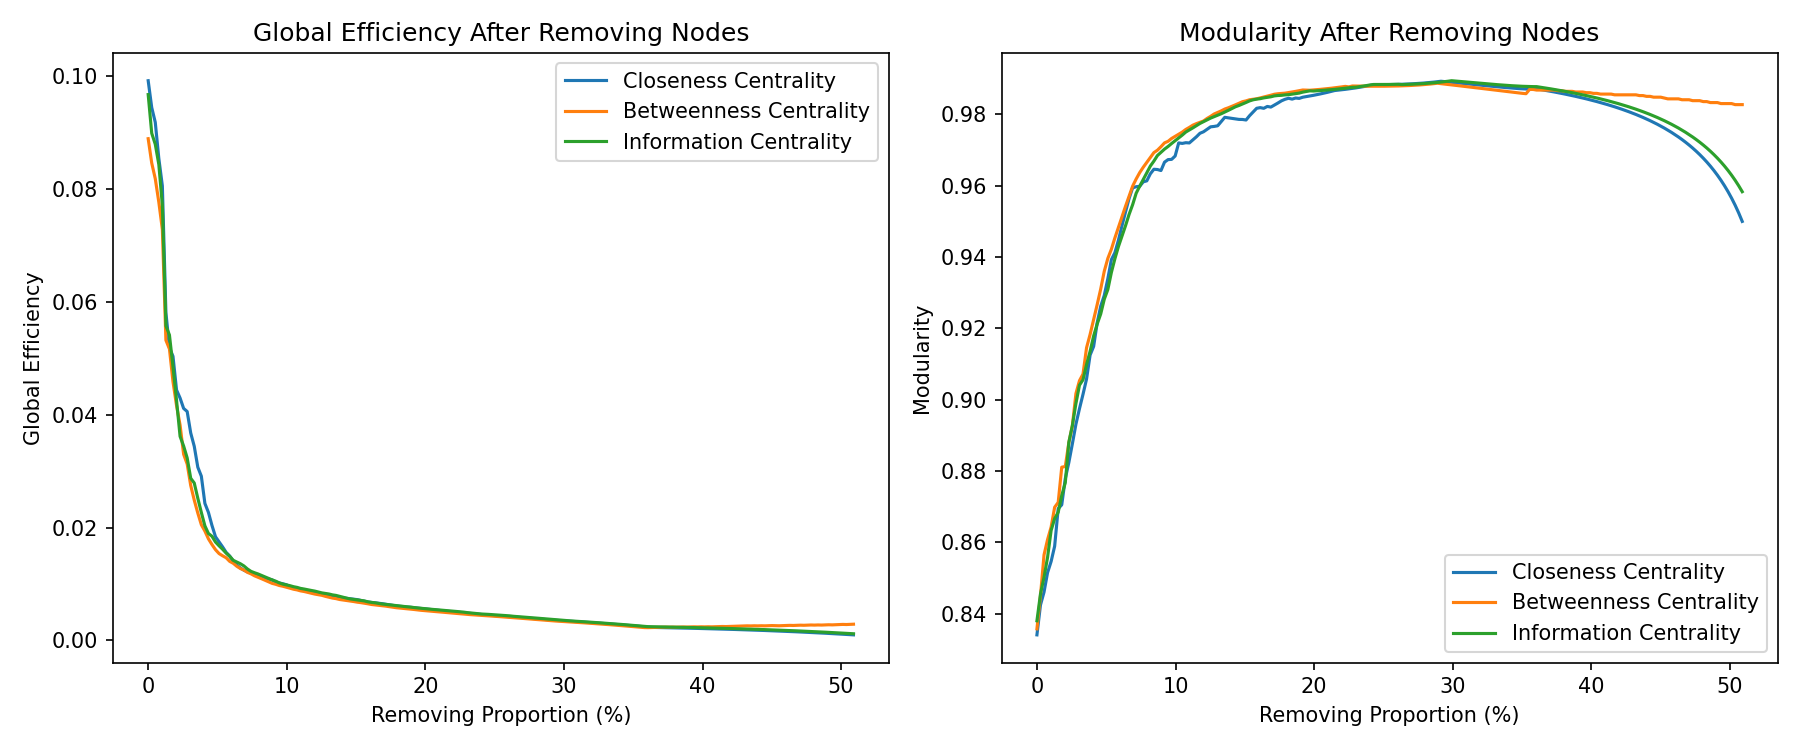 Global Efficiency After Removing Nodes
Global Efficiency
0.10
0.08
0.06
0.04
0.02
0.00
Closeness Centrality
Betweenness Centrality
Information Centrality
0 10 20 30 40 50
Removing Proportion (%)
Modularity After Removing Nodes
Modularity
0.98
0.96
0.94
0.92
0.90
0.88
0.86
0.84
Closeness Centrality
Betweenness Centrality
Information Centrality
0 10 20 30 40 50
Removing Proportion (%)